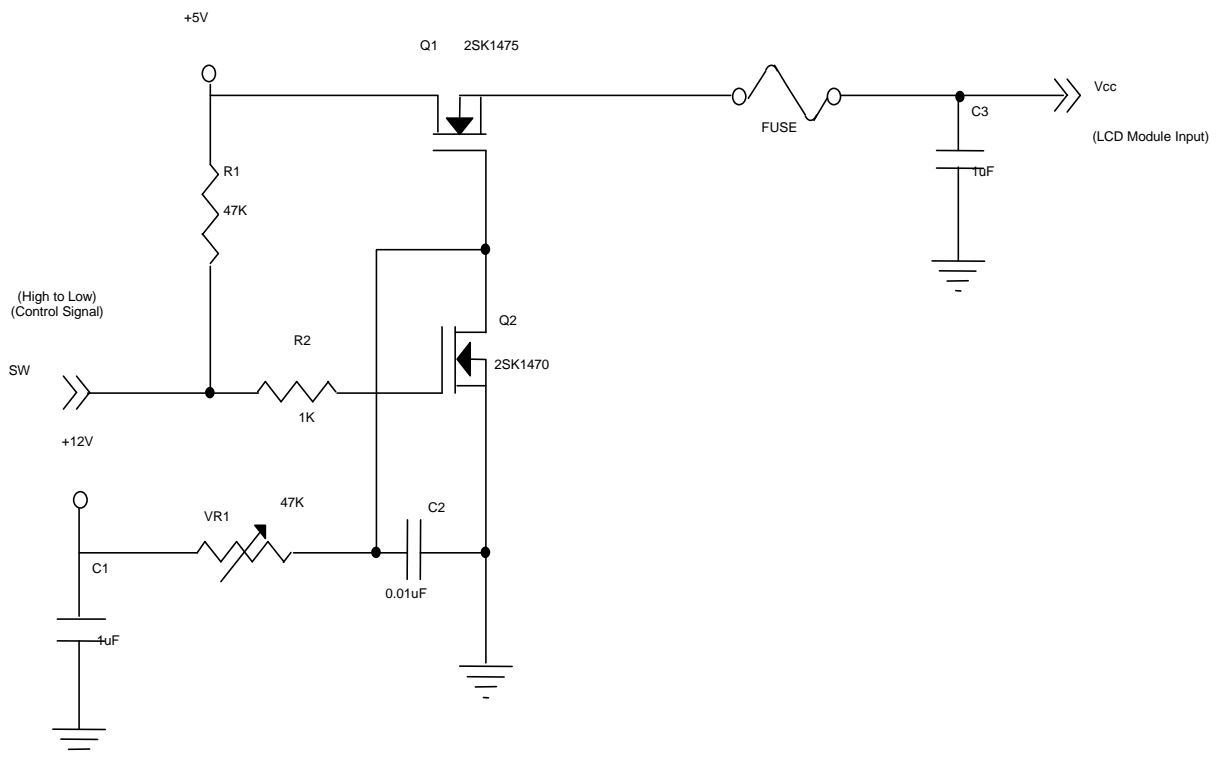 +5V
Q1 2SK1475
Vcc
C3
FUSE
(LCD Module Input)
R1
1uF
47K
(High to Low)
(Control Signal)
Q2
R2
2SK1470
SW
1K
+12V
47K
C2
VR1
C1
0.01uF
1uF